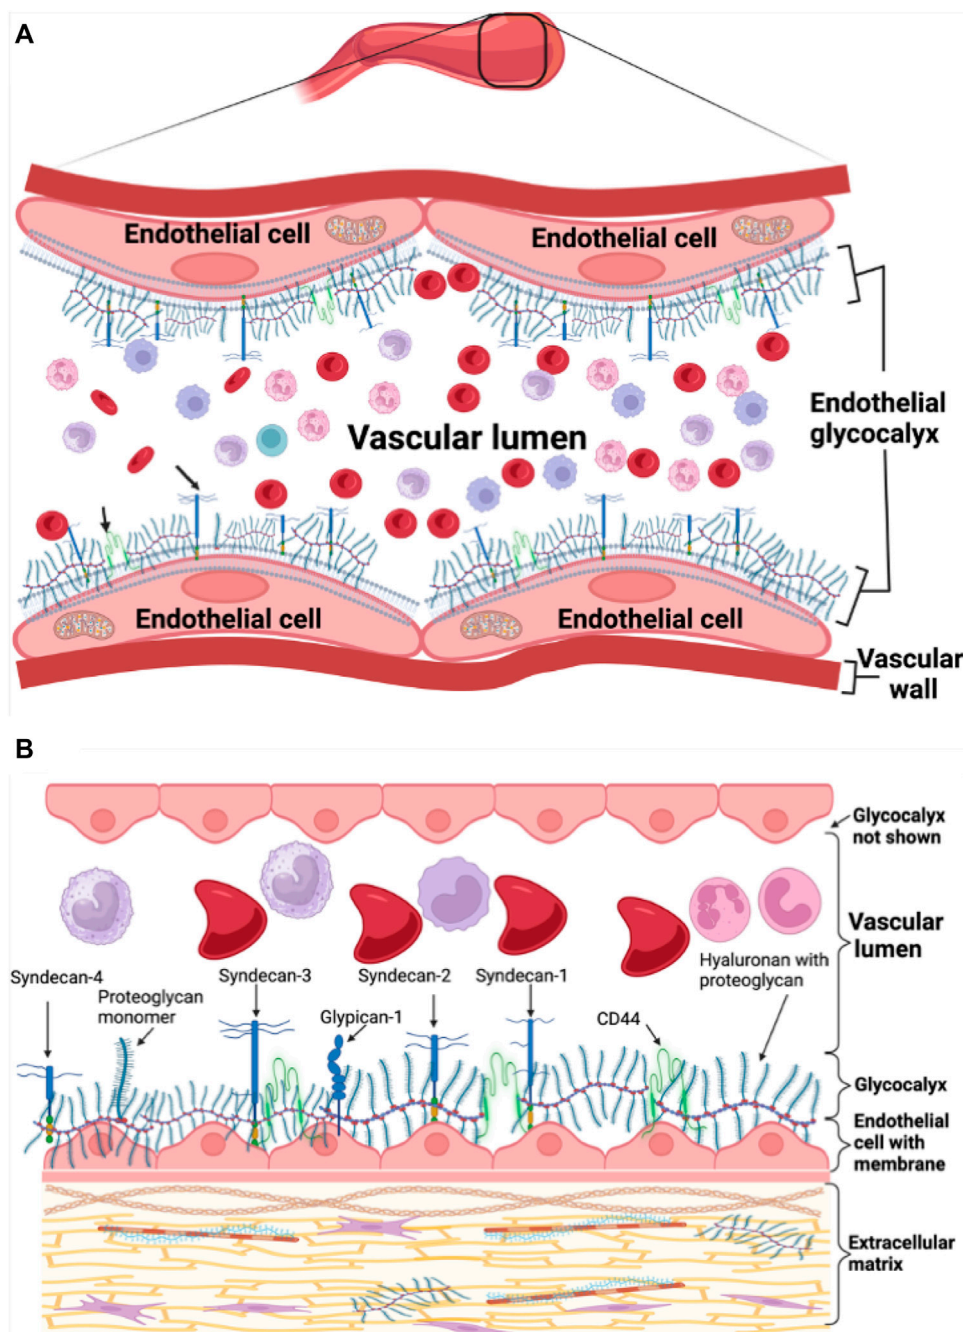 A
Endothelial cell
Endothelial cell
Endothelial
glycocalyx
Vascular lumen
Endothelial cell
Endothelial cell
Vascular
wall
B
Glycocalyx
not shown
Vascular
lumen
Syndecan-4
Proteoglycan
monomer
Syndecan-3
Glypican-1
Syndecan-2
Syndecan-1
CD44
Hyaluronan with
proteoglycan
Glycocalyx
Endothelial
cell with
membrane
Extracellular
matrix